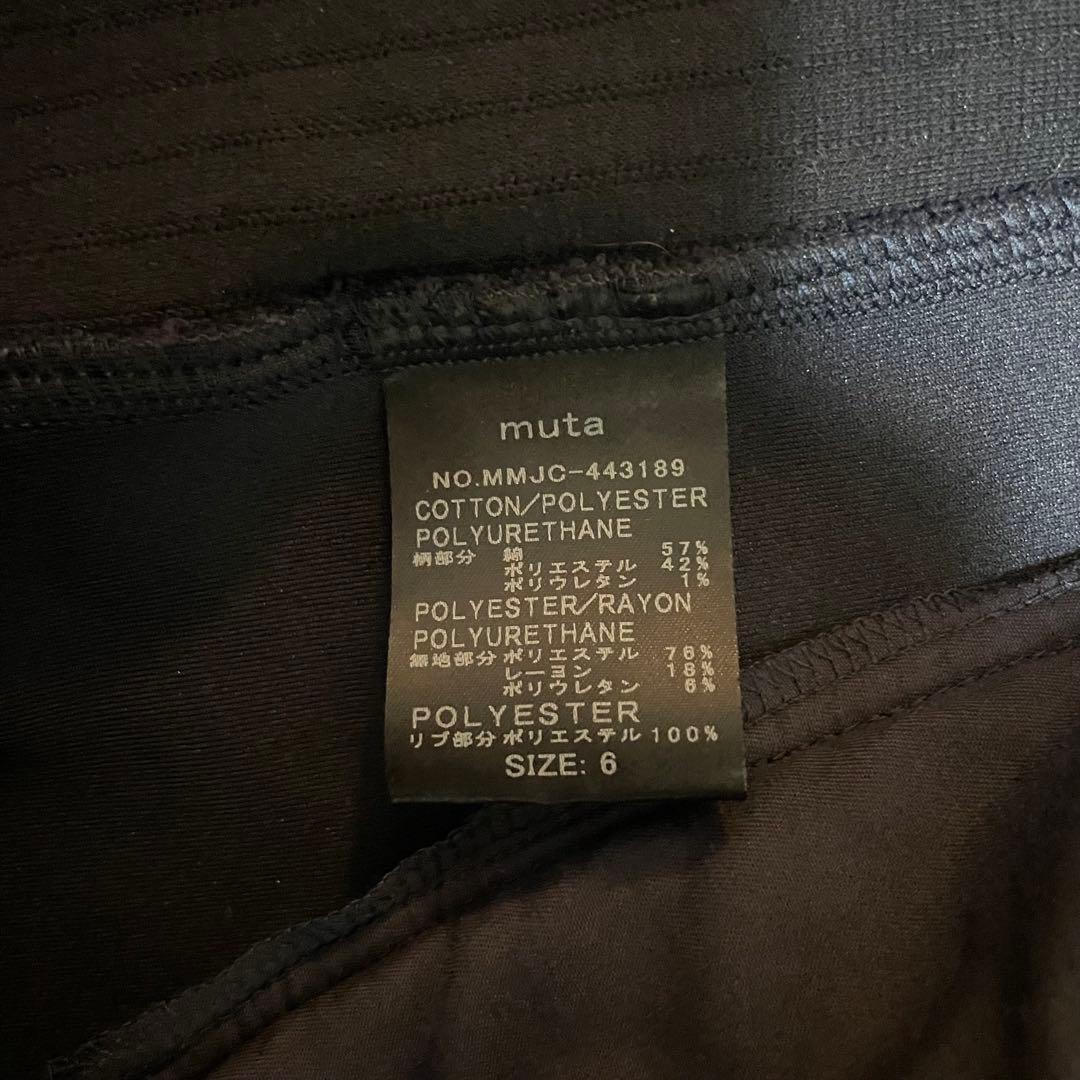 muta
NO.MMJC-443189
COTTON/POLYESTER
POLYURETHANE
柄部分 綿 57%
ポリエステル 42%
ポリウレタン 1%
POLYESTER/RAYON
POLYURETHANE
無地部分 ポリエステル 76%
レーヨン 18%
ポリウレタン 6%
POLYESTER
リブ部分 ポリエステル 100%
SIZE: 6